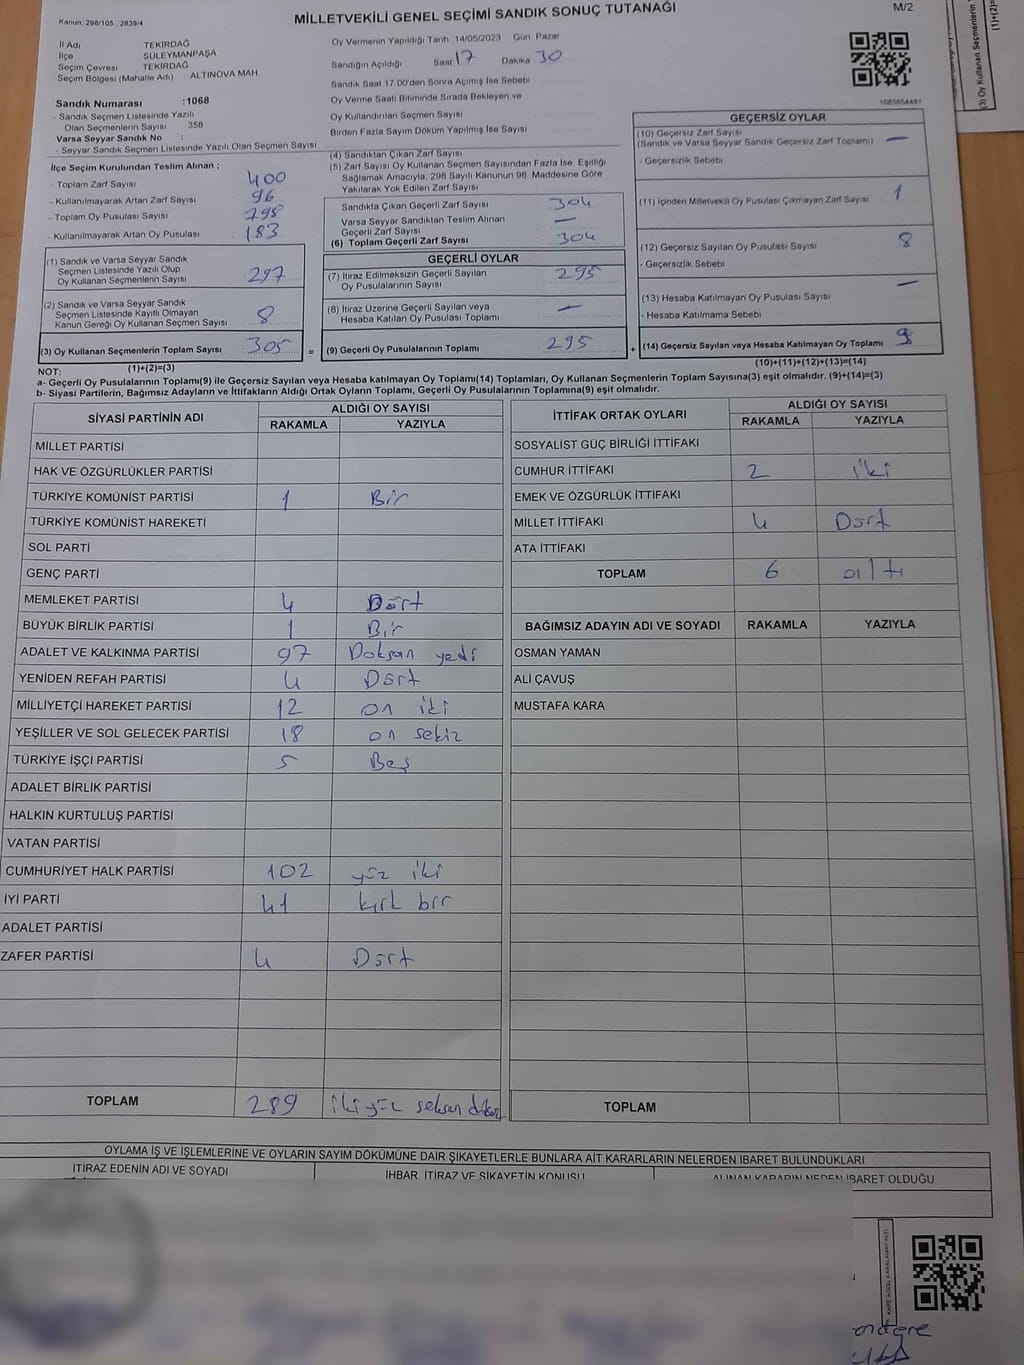 Kanun: 298/105 , 2839/4
MİLLETVEKİLİ GENEL SEÇİMİ SANDIK SONUÇ TUTANAĞI
M/2
İl Adı TEKİRDAĞ
İlçe SÜLEYMANPAŞA
Seçim Çevresi TEKİRDAĞ
Seçim Bölgesi (Mahalle Adı) ALTINOVA MAH
Sandık Numarası :1068
- Sandık Seçmen Listesinde Yazılı
Olan Seçmenlerin Sayısı 358
Varsa Seyyar Sandık No :
- Seyyar Sandık Seçmen Listesinde Yazılı Olan Seçmen Sayısı
İlçe Seçim Kurulundan Teslim Alınan ;
- Toplam Zarf Sayısı 400
- Kullanılmayarak Artan Zarf Sayısı 96
- Toplam Oy Pusulası Sayısı 798
- Kullanılmayarak Artan Oy Pusulası 183
(1) Sandık ve Varsa Seyyar Sandık
Seçmen Listesinde Yazılı Olup
Oy Kullanan Seçmenlerin Sayısı 297
(2) Sandık ve Varsa Seyyar Sandık
Seçmen Listesinde Kayıtlı Olmayan
Kanun Gereği Oy Kullanan Seçmen Sayısı 8
(3) Oy Kullanan Seçmenlerin Toplam Sayısı 305 =
(1)+(2)=(3)
Oy Vermenin Yapıldığı Tarih 14/05/2023 Gün Pazar
Sandığın Açıldığı Saat 17 Dakika 30
Sandık Saat 17.00'den Sonra Açımış İse Sebebi
Oy Verme Saati Bitiminde Sırada Bekleyen ve
Oy Kullandırılan Seçmen Sayısı
Birden Fazla Sayım Döküm Yapılmış İse Sayısı
(4) Sandıktan Çıkan Zarf Sayısı
(5) Zarf Sayısı Oy Kullanan Seçmen Sayısından Fazla İse, Eşitliği
Sağlamak Amacıyla, 298 Sayılı Kanunun 98. Maddesine Göre
Yakılarak Yok Edilen Zarf Sayısı
Sandıkta Çıkan Geçerli Zarf Sayısı 304
Varsa Seyyar Sandıktan Teslim Alınan
Geçerli Zarf Sayısı —
(6) Toplam Geçerli Zarf Sayısı 304
GEÇERLİ OYLAR
(7) İtiraz Edilmeksizin Geçerli Sayılan
Oy Pusulalarının Sayısı 295
(8) İtiraz Üzerine Geçerli Sayılan veya
Hesaba Katılan Oy Pusulası Toplamı —
(9) Geçerli Oy Pusulalarının Toplamı 295 +
1083854481
GEÇERSİZ OYLAR
(10) Geçersiz Zarf Sayısı
(Sandık ve Varsa Seyyar Sandık Geçersiz Zarf Toplamı) —
- Geçersizlik Sebebi
(11) İçinden Milletvekili Oy Pusulası Çıkmayan Zarf Sayısı 1
(12) Geçersiz Sayılan Oy Pusulası Sayısı 8
- Geçersizlik Sebebi
(13) Hesaba Katılmayan Oy Pusulası Sayısı —
- Hesaba Katılmama Sebebi
(14) Geçersiz Sayılan veya Hesaba Katılmayan Oy Toplamı 9
(10)+(11)+(12)+(13)=(14)
NOT:
a- Geçerli Oy Pusulalarının Toplamı(9) ile Geçersiz Sayılan veya Hesaba katılmayan Oy Toplamı(14) Toplamları, Oy Kullanan Seçmenlerin Toplam Sayısına(3) eşit olmalıdır. (9)+(14)=(3)
b- Siyasi Partilerin, Bağımsız Adayların ve İttifakların Aldığı Ortak Oyların Toplamı, Geçerli Oy Pusulalarının Toplamına(9) eşit olmalıdır.
SİYASİ PARTİNİN ADI ALDIĞI OY SAYISI
RAKAMLA YAZIYLA
MİLLET PARTİSİ
HAK VE ÖZGÜRLÜKLER PARTİSİ
TÜRKİYE KOMÜNİST PARTİSİ 1 Bir
TÜRKİYE KOMÜNİST HAREKETİ
SOL PARTİ
GENÇ PARTİ
MEMLEKET PARTİSİ 4 Dört
BÜYÜK BİRLİK PARTİSİ 1 Bir
ADALET VE KALKINMA PARTİSİ 97 Doksan yedi
YENİDEN REFAH PARTİSİ 4 Dört
MİLLİYETÇİ HAREKET PARTİSİ 12 on iki
YEŞİLLER VE SOL GELECEK PARTİSİ 18 on sekiz
TÜRKİYE İŞÇİ PARTİSİ 5 Beş
ADALET BİRLİK PARTİSİ
HALKIN KURTULUŞ PARTİSİ
VATAN PARTİSİ
CUMHURİYET HALK PARTİSİ 102 yüz iki
İYİ PARTİ 41 kırk bir
ADALET PARTİSİ
ZAFER PARTİSİ 4 Dört
TOPLAM 289 ikiyüz seksen dokuz
İTTİFAK ORTAK OYLARI ALDIĞI OY SAYISI
RAKAMLA YAZIYLA
SOSYALİST GÜÇ BİRLİĞİ İTTİFAKI
CUMHUR İTTİFAKI 2 iki
EMEK VE ÖZGÜRLÜK İTTİFAKI
MİLLET İTTİFAKI 4 Dört
ATA İTTİFAKI
TOPLAM 6 altı
BAĞIMSIZ ADAYIN ADI VE SOYADI RAKAMLA YAZIYLA
OSMAN YAMAN
ALİ ÇAVUŞ
MUSTAFA KARA
TOPLAM
OYLAMA İŞ VE İŞLEMLERİNE VE OYLARIN SAYIM DÖKÜMÜNE DAİR ŞİKAYETLERLE BUNLARA AİT KARARLARIN NELERDEN İBARET BULUNDUKLARI
İTİRAZ EDENİN ADI VE SOYADI İHBAR, İTİRAZ VE ŞİKAYETİN KONUSU ALINAN KARARIN NEDEN İBARET OLDUĞU
(3) Oy Kullanan Seçmenlerin
(1)+(2)=